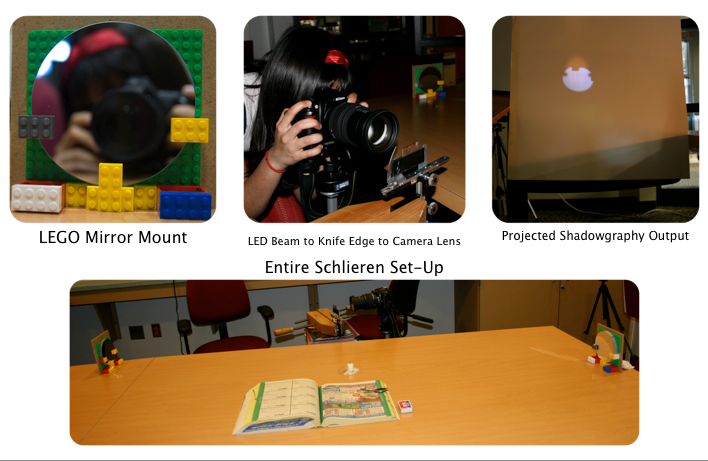 LEGO Mirror Mount
LED Beam to Knife Edge to Camera Lens
Projected Shadowgraphy Output
Entire Schlieren Set-Up